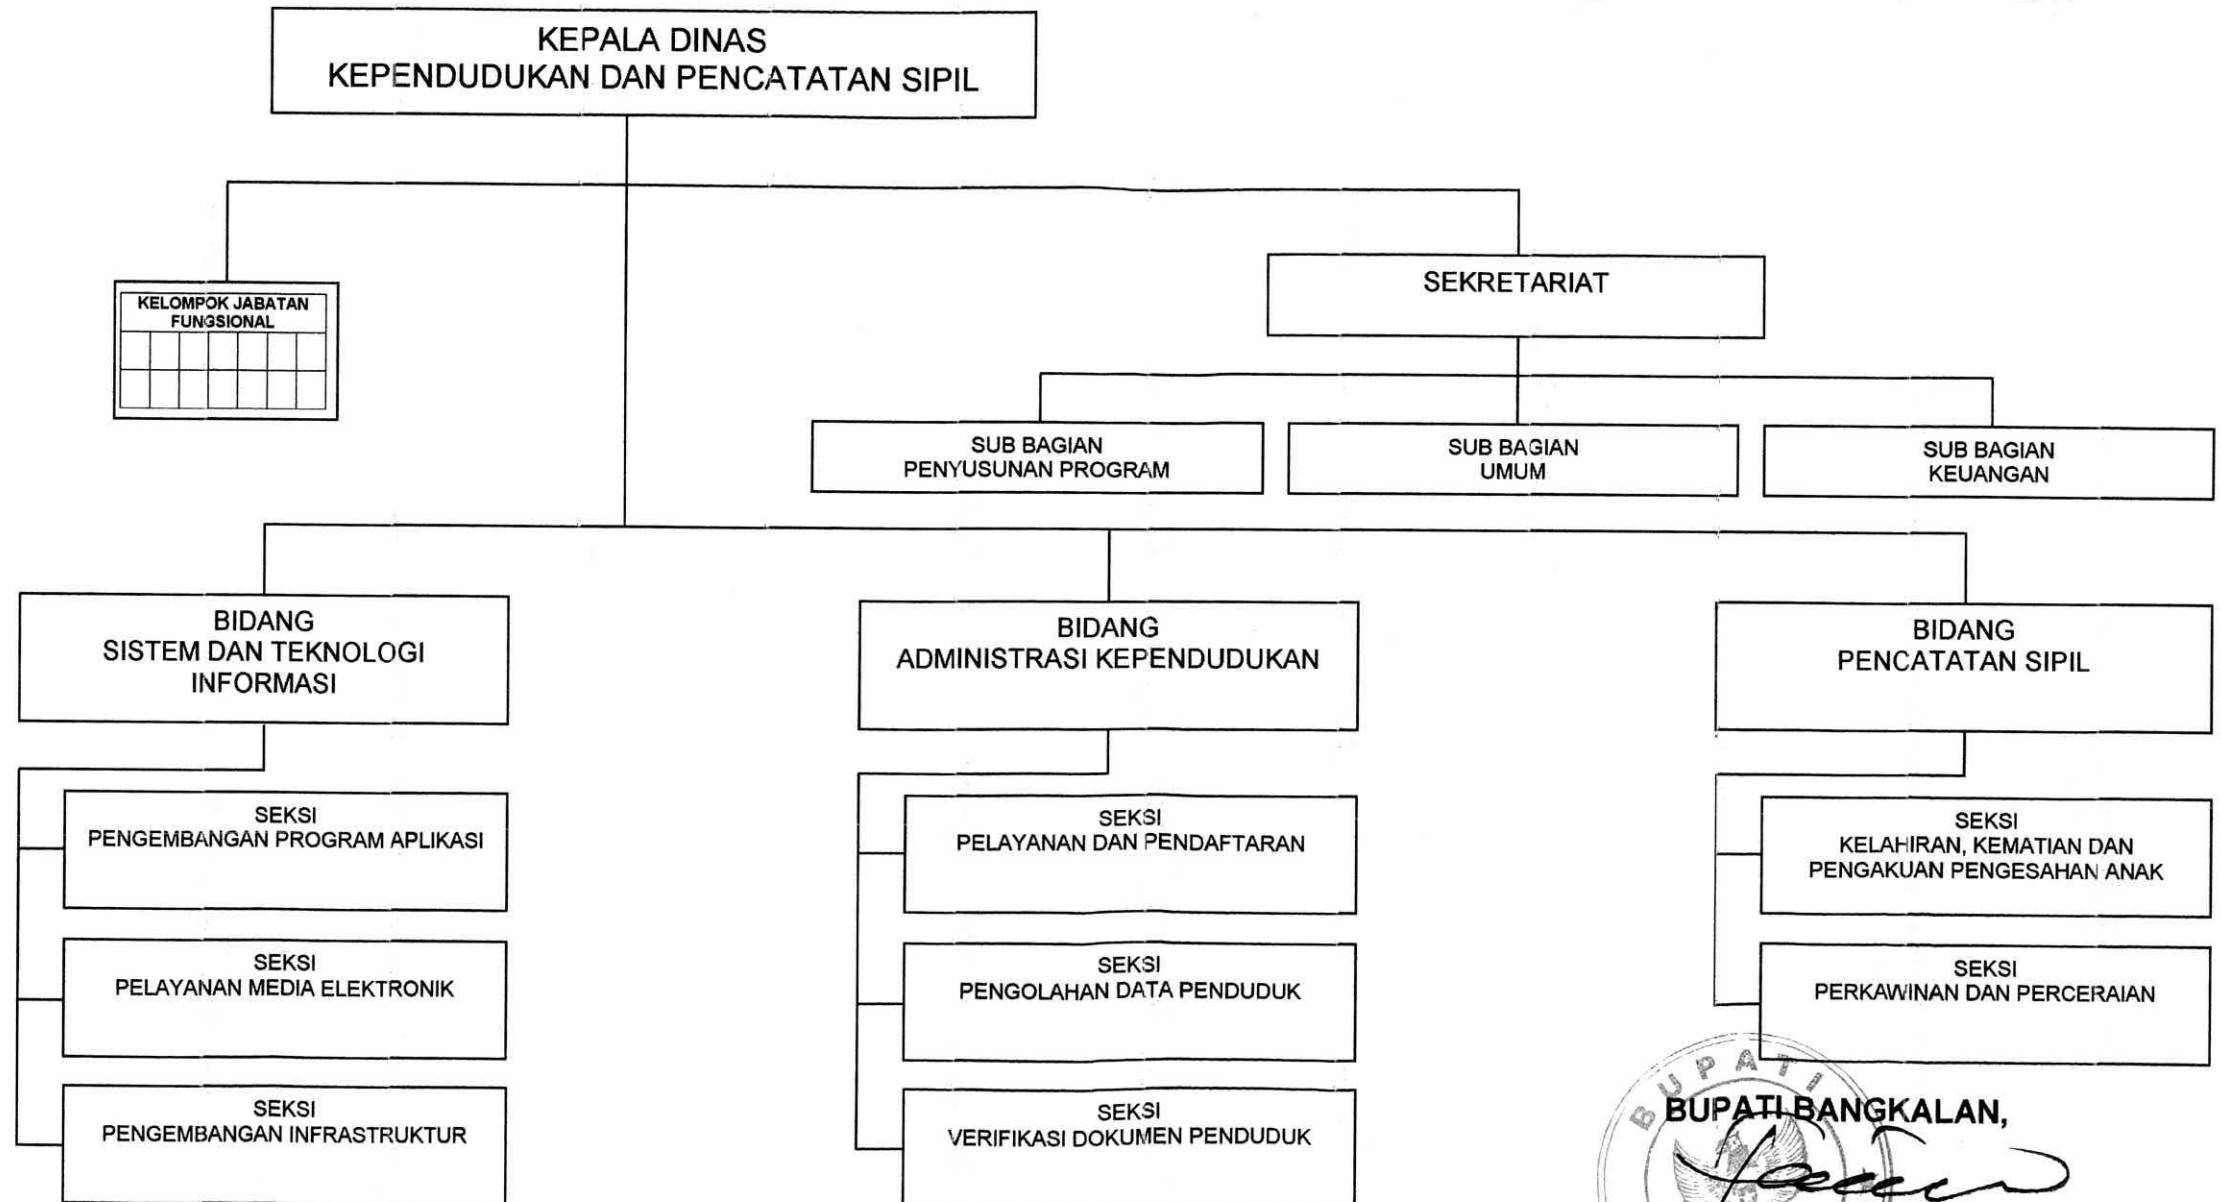 KEPALA DINAS
KEPENDUDUKAN DAN PENCATATAN SIPIL
KELOMPOK JABATAN
FUNGSIONAL
SEKRETARIAT
SUB BAGIAN
PENYUSUNAN PROGRAM
SUB BAGIAN
UMUM
SUB BAGIAN
KEUANGAN
BIDANG
SISTEM DAN TEKNOLOGI
INFORMASI
BIDANG
ADMINISTRASI KEPENDUDUKAN
BIDANG
PENCATATAN SIPIL
SEKSI
PENGEMBANGAN PROGRAM APLIKASI
SEKSI
PELAYANAN MEDIA ELEKTRONIK
SEKSI
PENGEMBANGAN INFRASTRUKTUR
SEKSI
PELAYANAN DAN PENDAFTARAN
SEKSI
PENGOLAHAN DATA PENDUDUK
SEKSI
VERIFIKASI DOKUMEN PENDUDUK
SEKSI
KELAHIRAN, KEMATIAN DAN
PENGAKUAN PENGESAHAN ANAK
SEKSI
PERKAWINAN DAN PERCERAIAN
BUPATI
BUPATI BANGKALAN,